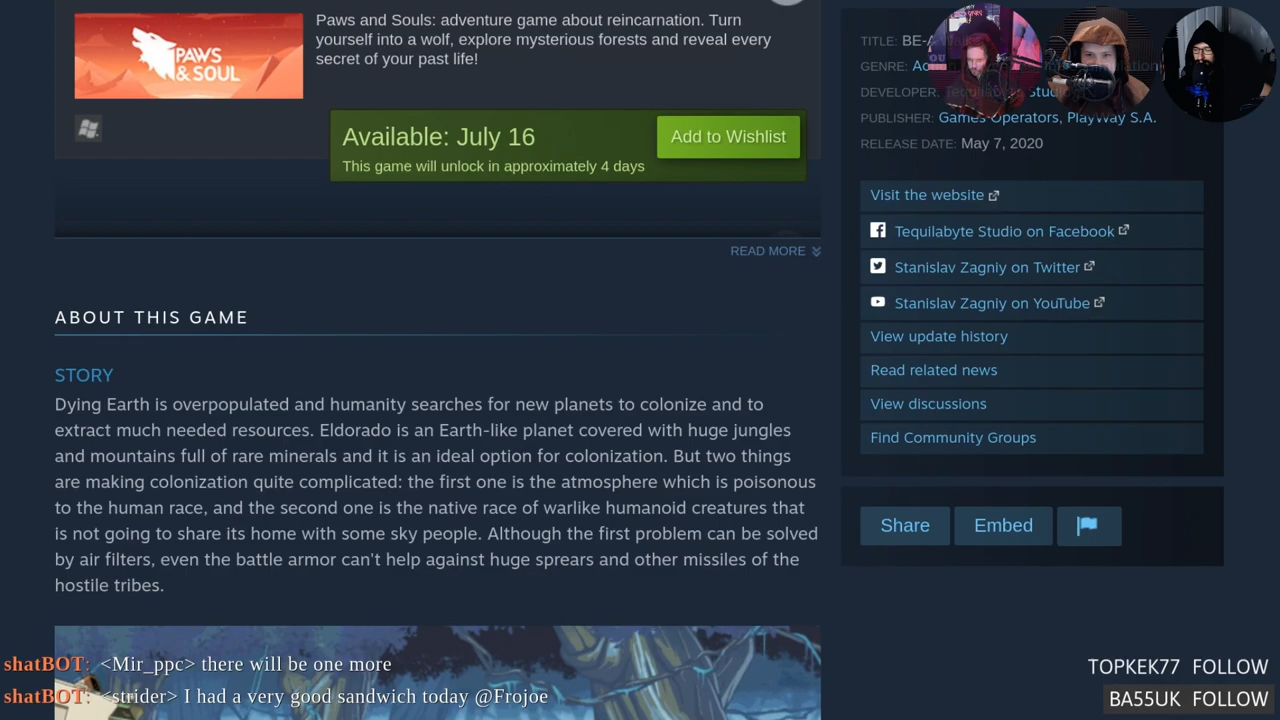 PAWS
& SOUL
Paws and Souls: adventure game about reincarnation. Turn
yourself into a wolf, explore mysterious forests and reveal every
secret of your past life!
Available: July 16
This game will unlock in approximately 4 days
Add to Wishlist
READ MORE
ABOUT THIS GAME
STORY
Dying Earth is overpopulated and humanity searches for new planets to colonize and to
extract much needed resources. Eldorado is an Earth-like planet covered with huge jungles
and mountains full of rare minerals and it is an ideal option for colonization. But two things
are making colonization quite complicated: the first one is the atmosphere which is poisonous
to the human race, and the second one is the native race of warlike humanoid creatures that
is not going to share its home with some sky people. Although the first problem can be solved
by air filters, even the battle armor can't help against huge sprears and other missiles of the
hostile tribes.
shatBOT: <Mir_ppc> there will be one more
shatBOT: <strider> I had a very good sandwich today @Frojoe
TITLE:
GENRE:
DEVELOPER: Tequilabyte Studio
PUBLISHER: Games Operators, PlayWay S.A.
RELEASE DATE: May 7, 2020
Visit the website
Tequilabyte Studio on Facebook
Stanislav Zagniy on Twitter
Stanislav Zagniy on YouTube
View update history
Read related news
View discussions
Find Community Groups
Share
Embed
TOPKEK77 FOLLOW
BA55UK FOLLOW